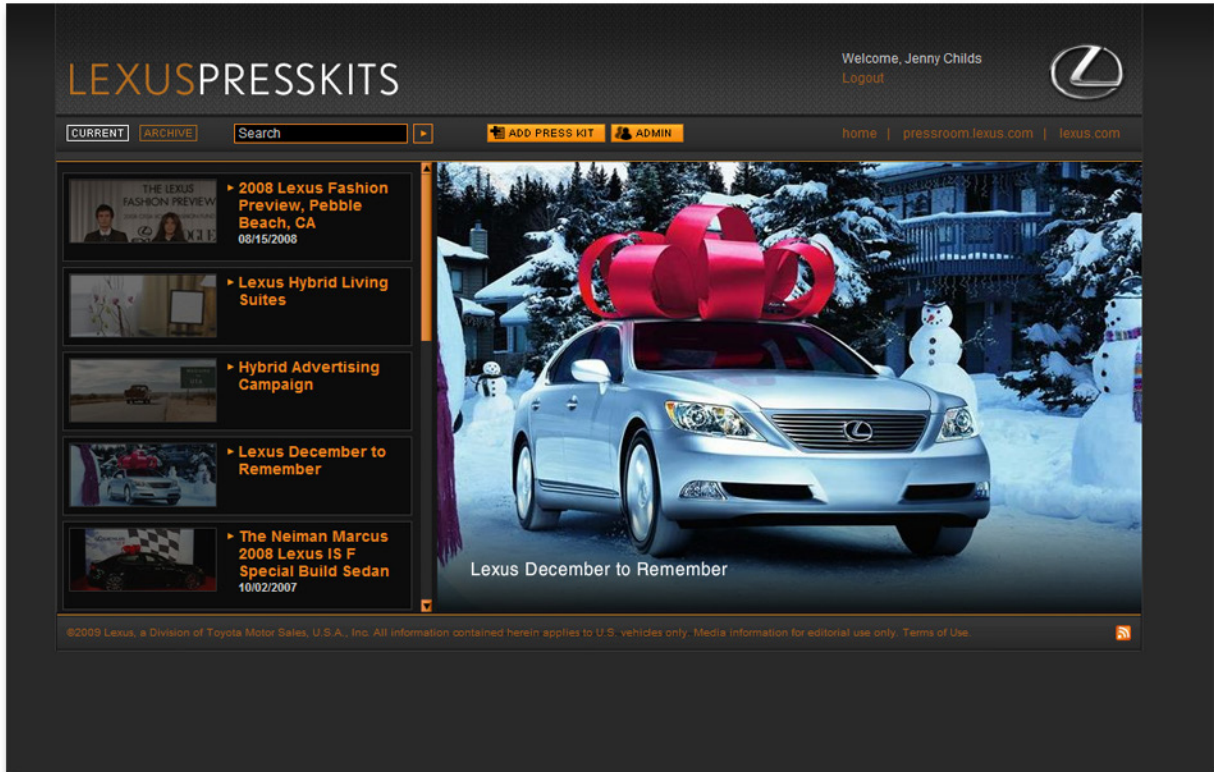 LEXUSPRESSKITS
Welcome, Jenny Childs
Logout
CURRENT ARCHIVE Search ADD PRESS KIT ADMIN home | pressroom.lexus.com | lexus.com
THE LEXUS
FASHION PREVIEW
2008 Lexus Fashion
Preview, Pebble
Beach, CA
08/15/2008
Lexus Hybrid Living
Suites
Hybrid Advertising
Campaign
Lexus December to
Remember
The Neiman Marcus
2008 Lexus IS F
Special Build Sedan
10/02/2007
Lexus December to Remember
©2009 Lexus, a Division of Toyota Motor Sales, U.S.A., Inc. All information contained herein applies to U.S. vehicles only. Media information for editorial use only. Terms of Use.